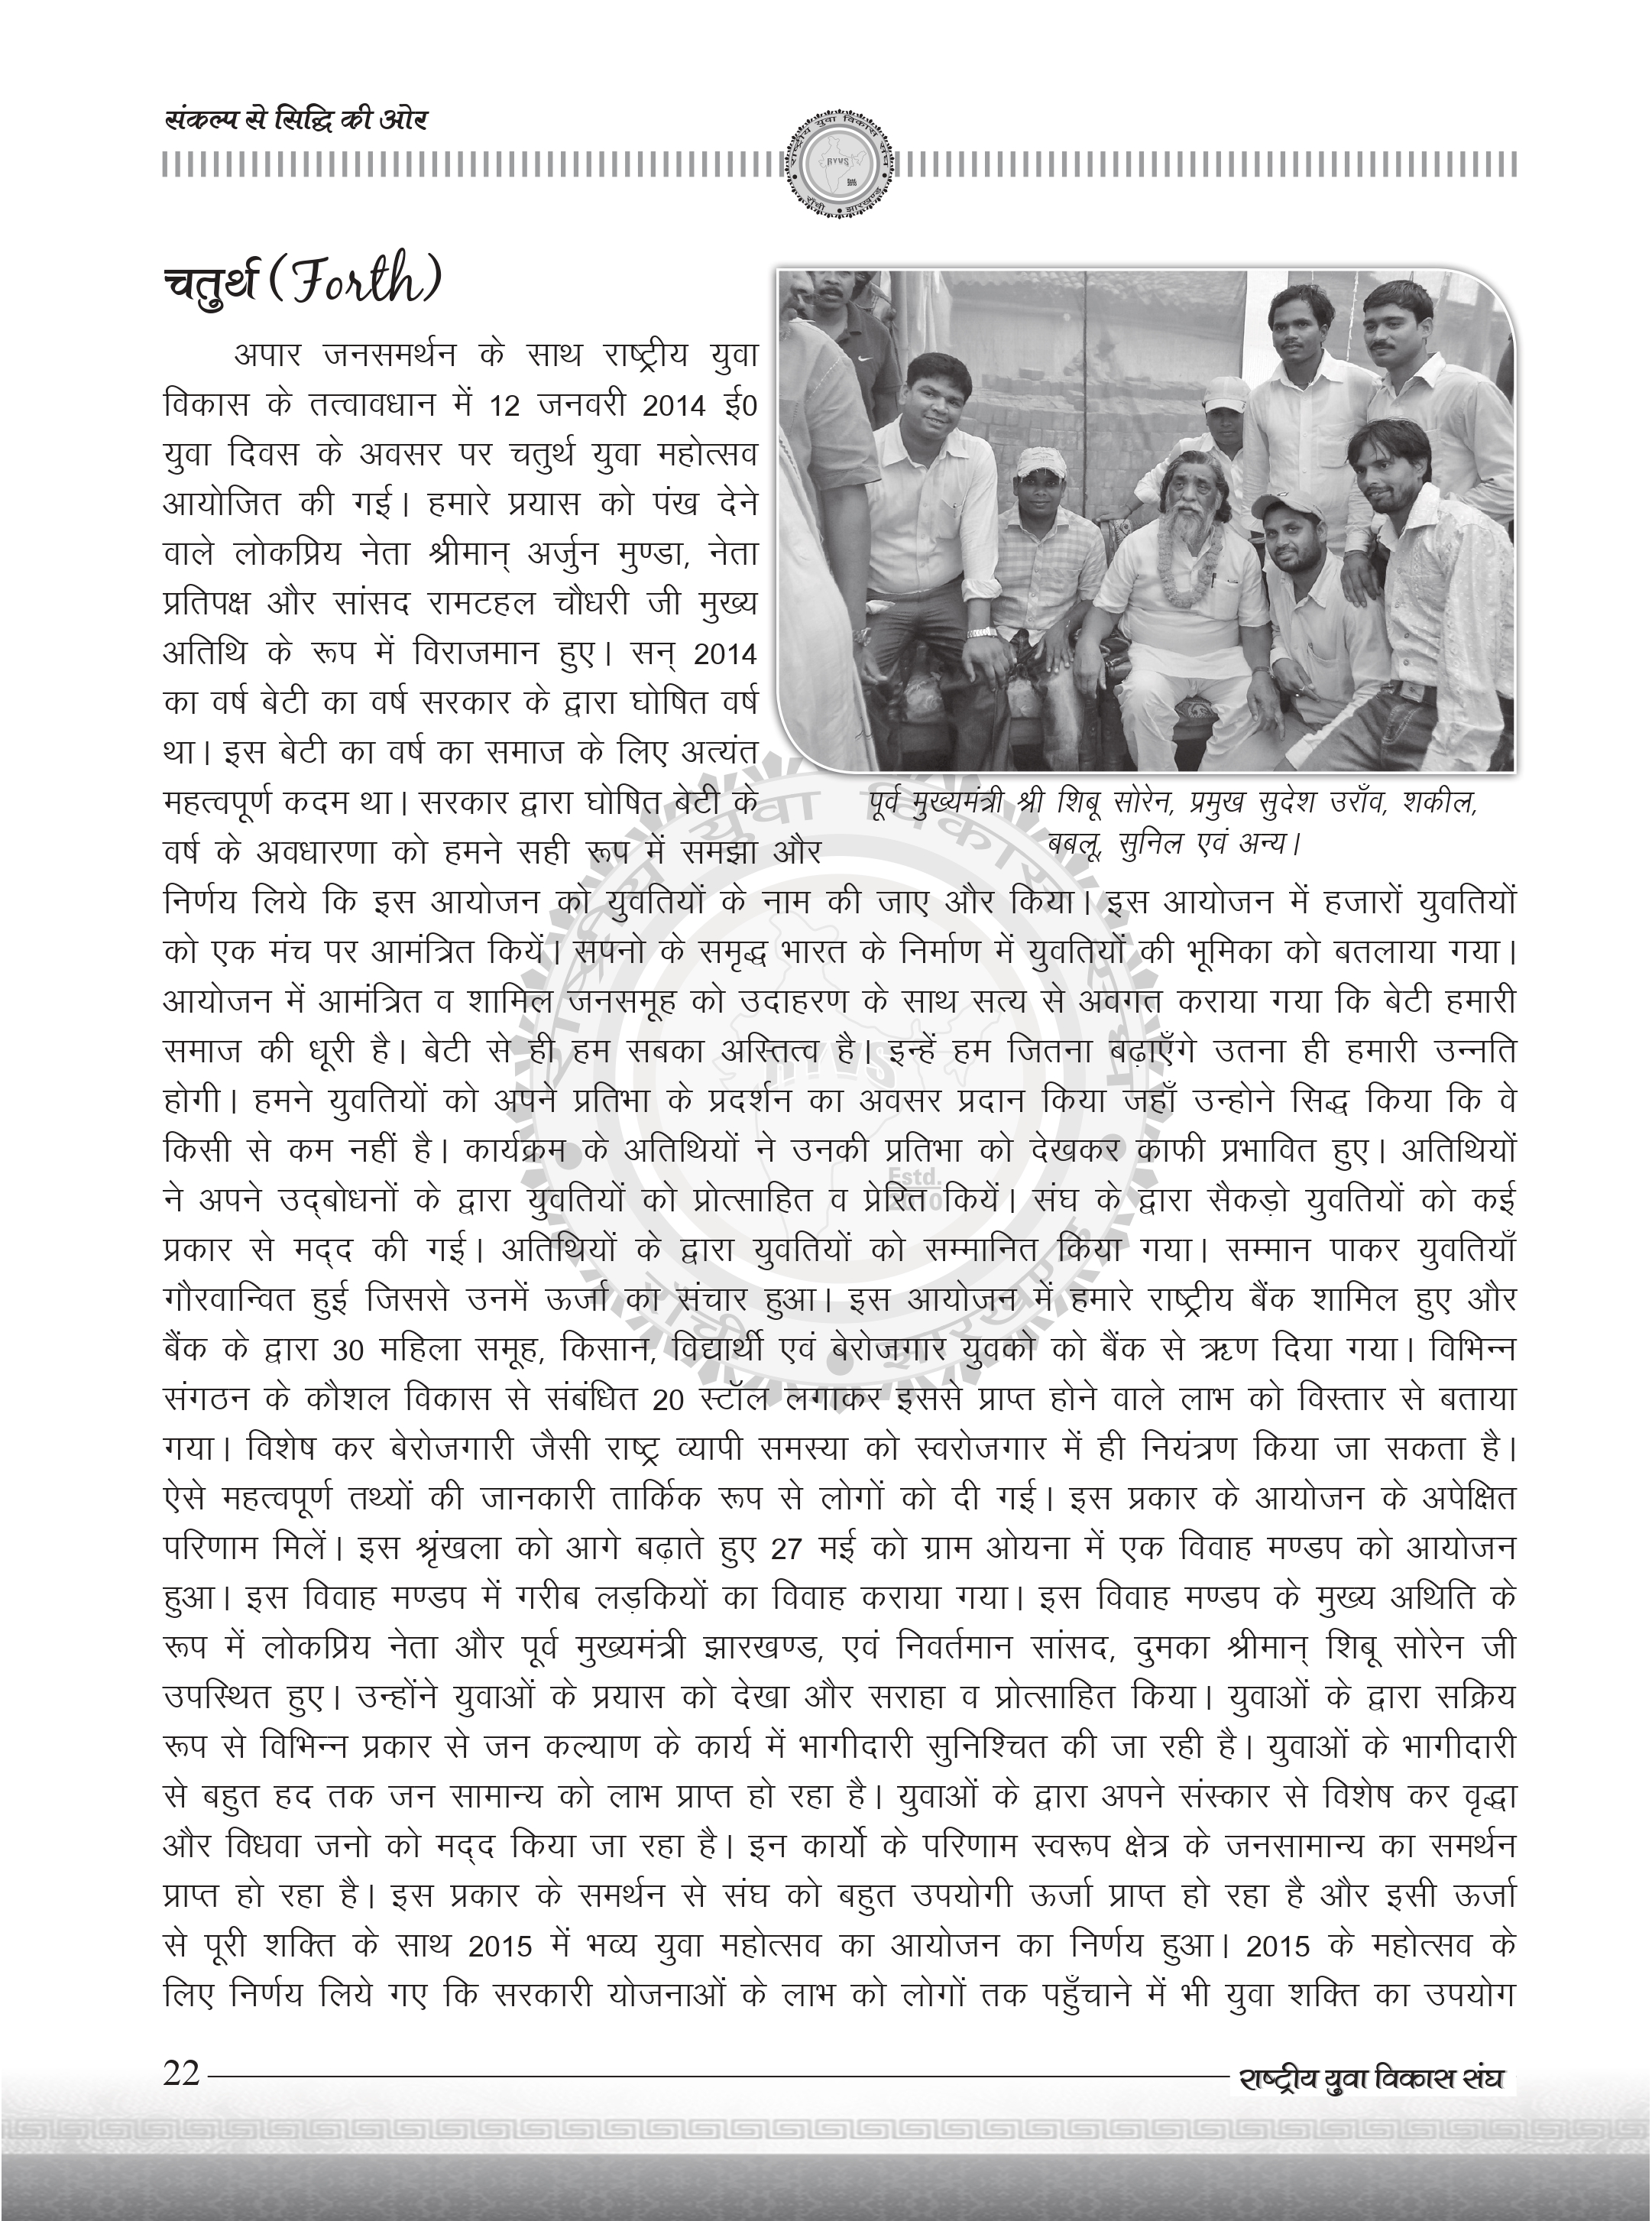 संकल्प से सिद्धि की ओर
राष्ट्रीय युवा विकास संघ
RYVS
Estd. 2010
राँची • झारखण्ड
चतुर्थ (Forth)
अपार जनसमर्थन के साथ राष्ट्रीय युवा
विकास के तत्वावधान में 12 जनवरी 2014 ई0
युवा दिवस के अवसर पर चतुर्थ युवा महोत्सव
आयोजित की गई। हमारे प्रयास को पंख देने
वाले लोकप्रिय नेता श्रीमान् अर्जुन मुण्डा, नेता
प्रतिपक्ष और सांसद रामटहल चौधरी जी मुख्य
अतिथि के रूप में विराजमान हुए। सन् 2014
का वर्ष बेटी का वर्ष सरकार के द्वारा घोषित वर्ष
था। इस बेटी का वर्ष का समाज के लिए अत्यंत
महत्वपूर्ण कदम था। सरकार द्वारा घोषित बेटी के
वर्ष के अवधारणा को हमने सही रूप में समझा और
पूर्व मुख्यमंत्री श्री शिबू सोरेन, प्रमुख सुदेश उराँव, शकील,
बबलू, सुनिल एवं अन्य।
निर्णय लिये कि इस आयोजन को युवतियों के नाम की जाए और किया। इस आयोजन में हजारों युवतियों
को एक मंच पर आमंत्रित कियें। सपनो के समृद्ध भारत के निर्माण में युवतियों की भूमिका को बतलाया गया।
आयोजन में आमंत्रित व शामिल जनसमूह को उदाहरण के साथ सत्य से अवगत कराया गया कि बेटी हमारी
समाज की धूरी है। बेटी से ही हम सबका अस्तित्व है। इन्हें हम जितना बढ़ाएँगे उतना ही हमारी उन्नति
होगी। हमने युवतियों को अपने प्रतिभा के प्रदर्शन का अवसर प्रदान किया जहाँ उन्होने सिद्ध किया कि वे
किसी से कम नहीं है। कार्यक्रम के अतिथियों ने उनकी प्रतिभा को देखकर काफी प्रभावित हुए। अतिथियों
ने अपने उद्‌बोधनों के द्वारा युवतियों को प्रोत्साहित व प्रेरित कियें। संघ के द्वारा सैकड़ो युवतियों को कई
प्रकार से मद्‌द की गई। अतिथियों के द्वारा युवतियों को सम्मानित किया गया। सम्मान पाकर युवतियाँ
गौरवान्वित हुई जिससे उनमें ऊर्जा का संचार हुआ। इस आयोजन में हमारे राष्ट्रीय बैंक शामिल हुए और
बैंक के द्वारा 30 महिला समूह, किसान, विद्यार्थी एवं बेरोजगार युवको को बैंक से ऋण दिया गया। विभिन्न
संगठन के कौशल विकास से संबंधित 20 स्टॉल लगाकर इससे प्राप्त होने वाले लाभ को विस्तार से बताया
गया। विशेष कर बेरोजगारी जैसी राष्ट्र व्यापी समस्या को स्वरोजगार में ही नियंत्रण किया जा सकता है।
ऐसे महत्वपूर्ण तथ्यों की जानकारी तार्किक रूप से लोगों को दी गई। इस प्रकार के आयोजन के अपेक्षित
परिणाम मिलें। इस श्रृंखला को आगे बढ़ाते हुए 27 मई को ग्राम ओयना में एक विवाह मण्डप को आयोजन
हुआ। इस विवाह मण्डप में गरीब लड़कियों का विवाह कराया गया। इस विवाह मण्डप के मुख्य अथिति के
रूप में लोकप्रिय नेता और पूर्व मुख्यमंत्री झारखण्ड, एवं निवर्तमान सांसद, दुमका श्रीमान् शिबू सोरेन जी
उपस्थित हुए। उन्होंने युवाओं के प्रयास को देखा और सराहा व प्रोत्साहित किया। युवाओं के द्वारा सक्रिय
रूप से विभिन्न प्रकार से जन कल्याण के कार्य में भागीदारी सुनिश्चित की जा रही है। युवाओं के भागीदारी
से बहुत हद तक जन सामान्य को लाभ प्राप्त हो रहा है। युवाओं के द्वारा अपने संस्कार से विशेष कर वृद्धा
और विधवा जनो को मद्‌द किया जा रहा है। इन कार्यो के परिणाम स्वरूप क्षेत्र के जनसामान्य का समर्थन
प्राप्त हो रहा है। इस प्रकार के समर्थन से संघ को बहुत उपयोगी ऊर्जा प्राप्त हो रहा है और इसी ऊर्जा
से पूरी शक्ति के साथ 2015 में भव्य युवा महोत्सव का आयोजन का निर्णय हुआ। 2015 के महोत्सव के
लिए निर्णय लिये गए कि सरकारी योजनाओं के लाभ को लोगों तक पहुँचाने में भी युवा शक्ति का उपयोग
राष्ट्रीय युवा विकास संघ
RYVS
Estd.
2010
राँची • झारखण्ड
22
राष्ट्रीय युवा विकास संघ